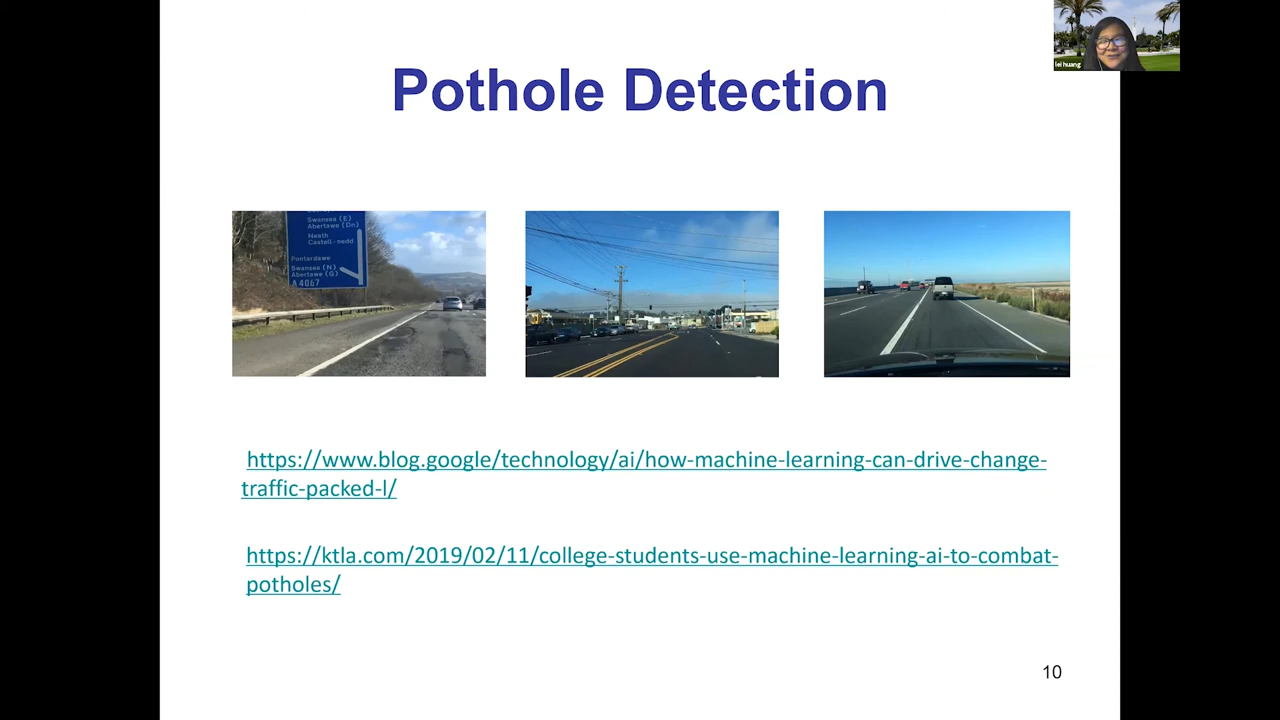 lei huang
Pothole Detection
Swansea (E)
Abertawe (Dn)
Neath
Castell-nedd
Pontardawe
Swansea (N)
Abertawe (G)
A4067
https://www.blog.google/technology/ai/how-machine-learning-can-drive-change-
traffic-packed-l/
https://ktla.com/2019/02/11/college-students-use-machine-learning-ai-to-combat-
potholes/
10